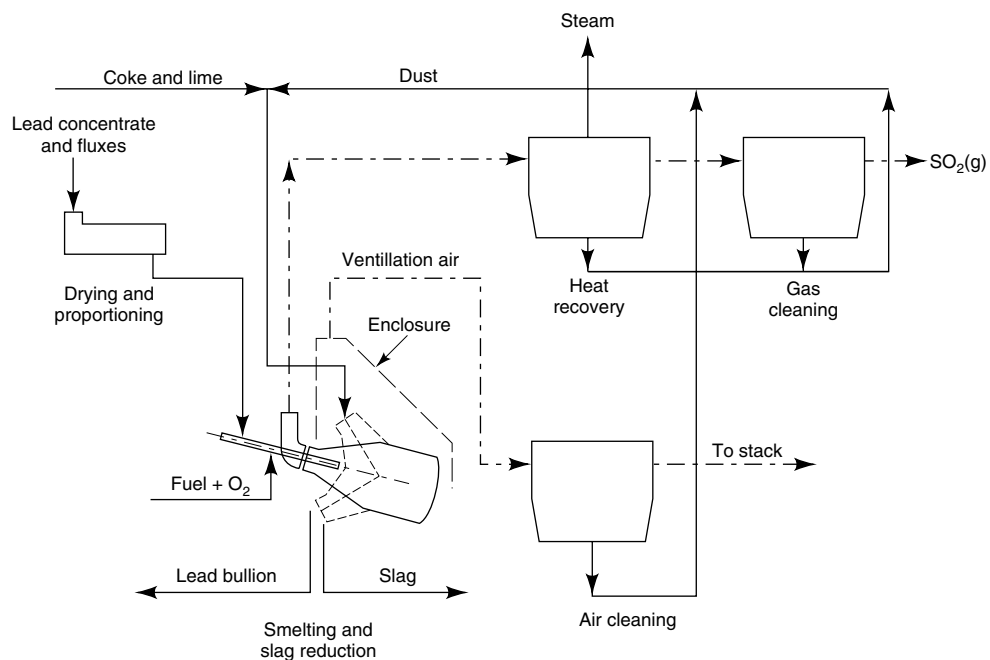 Steam
Coke and lime
Dust
Lead concentrate
and fluxes
SO₂(g)
Ventillation air
Heat
recovery
Gas
cleaning
Drying and
proportioning
Enclosure
To stack
Fuel + O₂
Lead bullion
Slag
Air cleaning
Smelting and
slag reduction